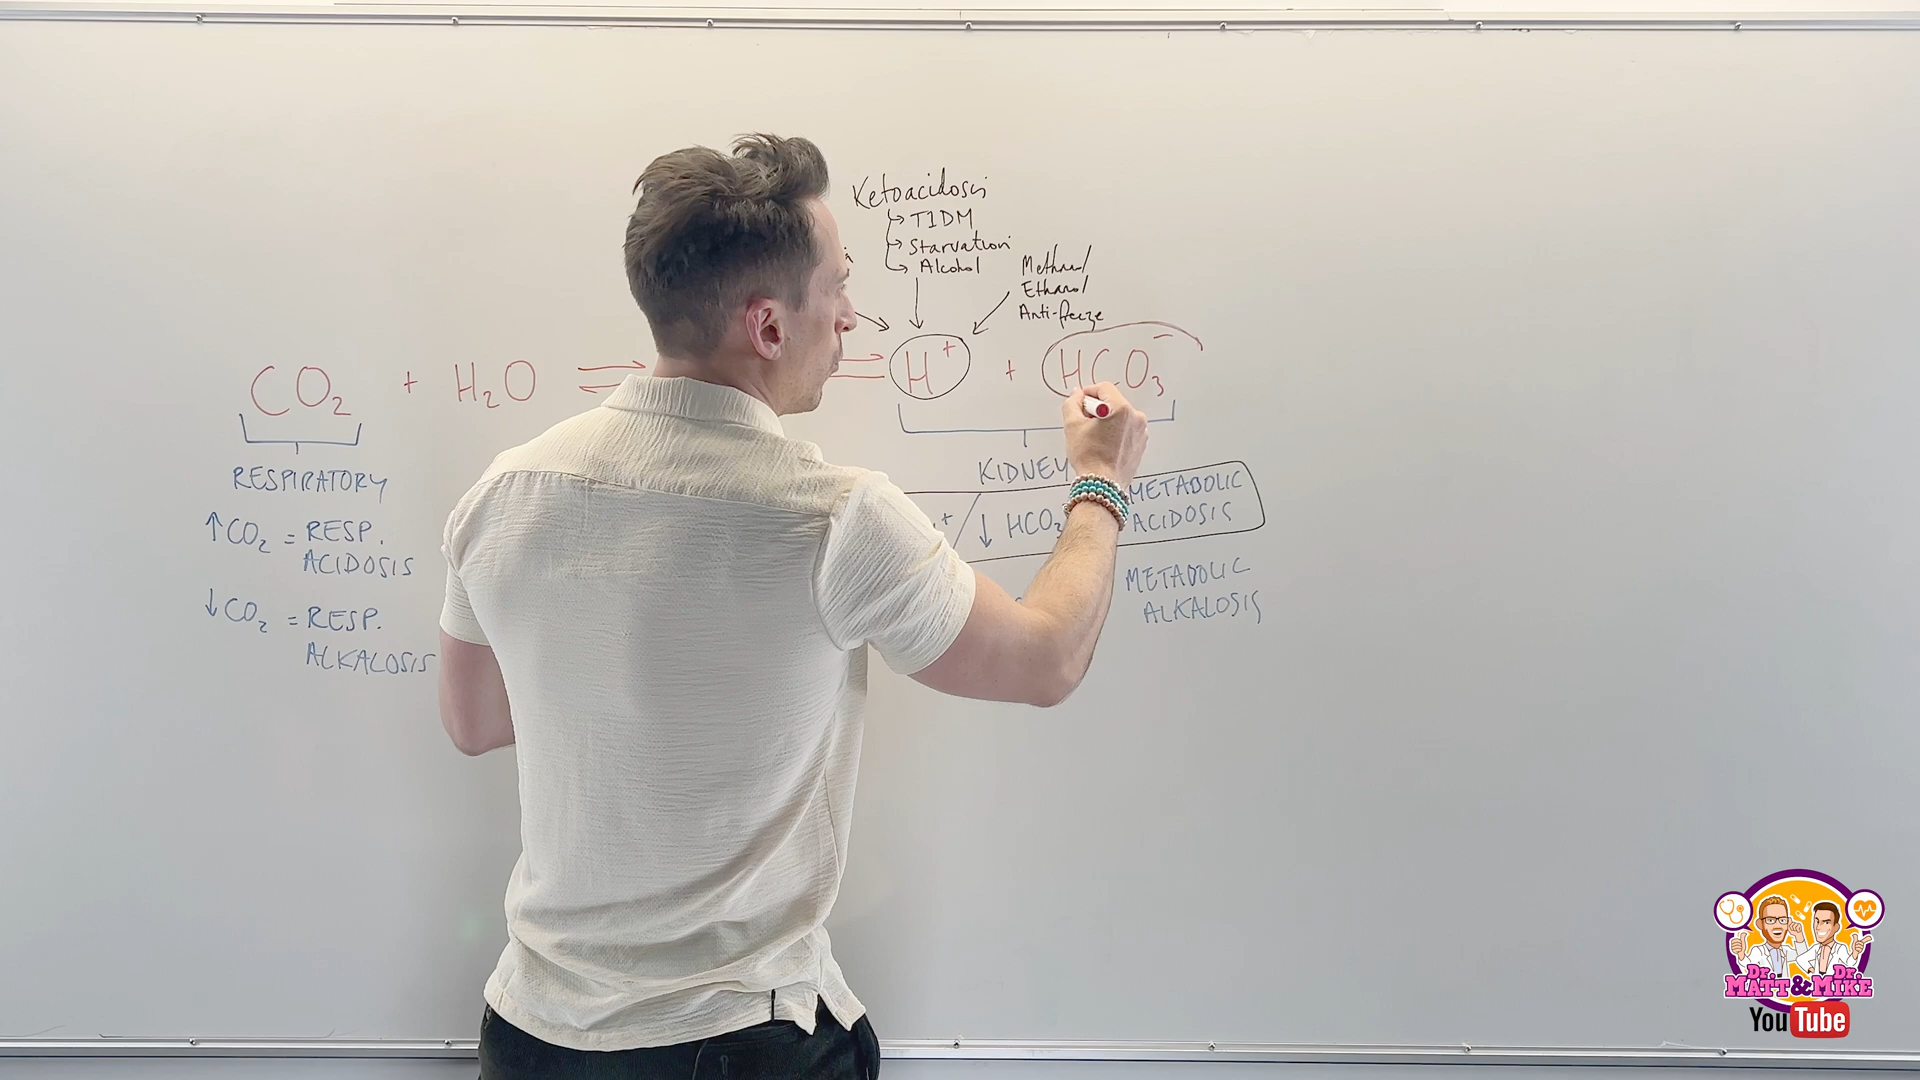 Ketoacidosis
↳ T1DM
↳ Starvation
↳ Alcohol
Methanol
Ethanol
Anti-freeze
CO₂ + H₂O ⇌ ⇌ H⁺ + HCO₃⁻
RESPIRATORY
↑CO₂ = RESP.
ACIDOSIS
↓CO₂ = RESP.
ALKALOSIS
KIDNEY
⁺/↓ HCO₃
METABOLIC
ACIDOSIS
METABOLIC
ALKALOSIS
Dr. Dr.
MATT & MIKE
YouTube